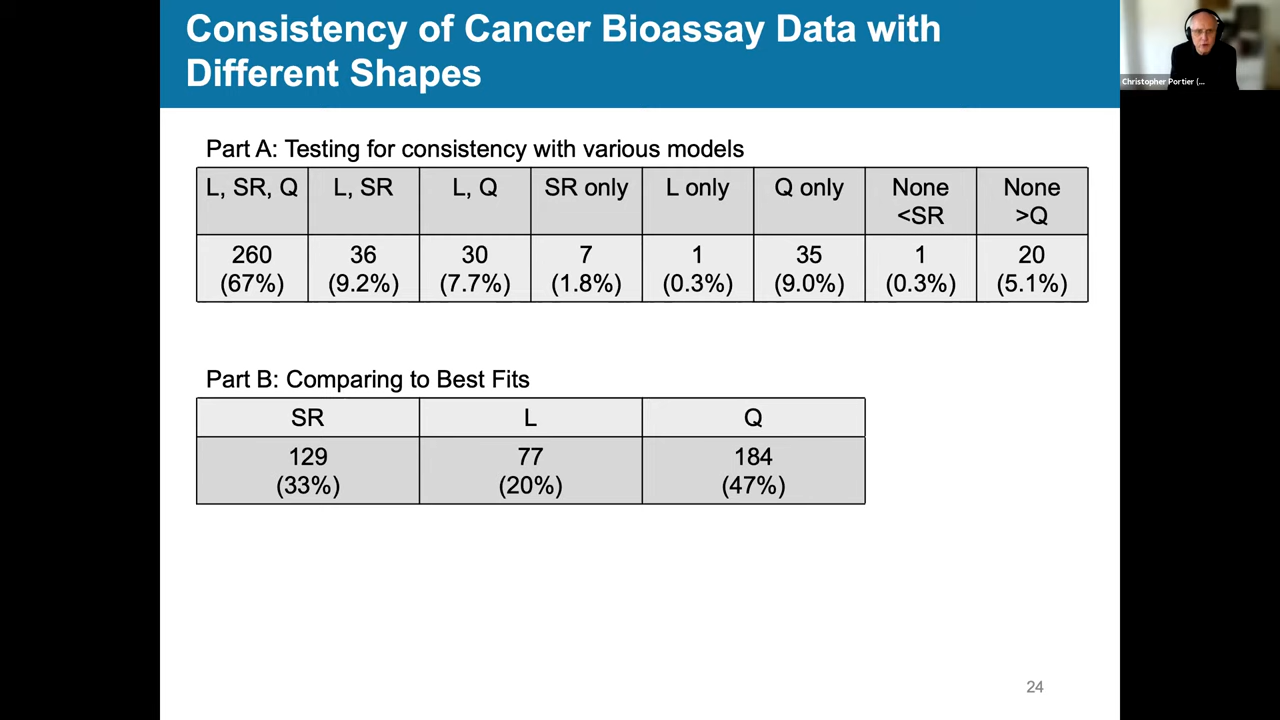 Consistency of Cancer Bioassay Data with
Different Shapes
Christopher Portier (...
Part A: Testing for consistency with various models
L, SR, Q
L, SR
L, Q
SR only
L only
Q only
None
<SR
None
>Q
260
(67%)
36
(9.2%)
30
(7.7%)
7
(1.8%)
1
(0.3%)
35
(9.0%)
1
(0.3%)
20
(5.1%)
Part B: Comparing to Best Fits
SR
L
Q
129
(33%)
77
(20%)
184
(47%)
24